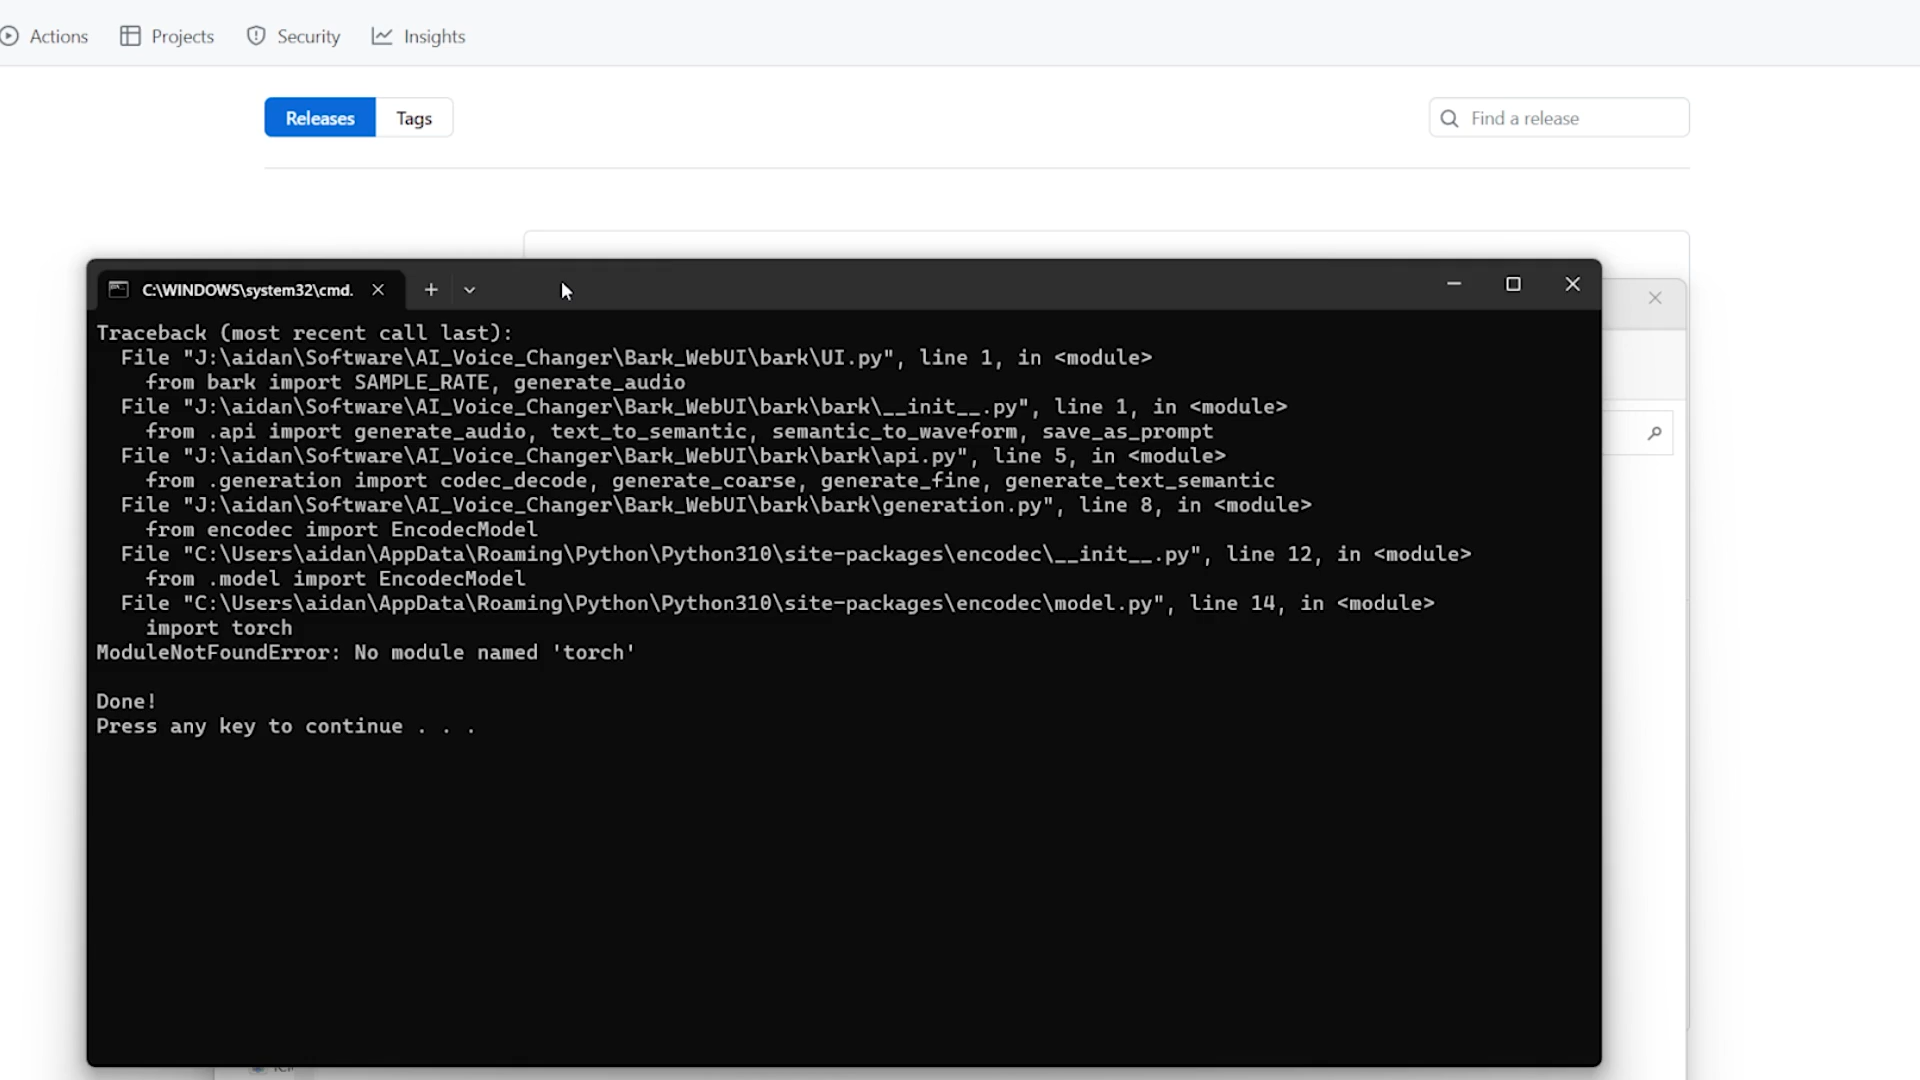 Actions Projects Security Insights
Releases Tags Find a release
C:\WINDOWS\system32\cmd.
Traceback (most recent call last):
  File "J:\aidan\Software\AI_Voice_Changer\Bark_WebUI\bark\UI.py", line 1, in <module>
    from bark import SAMPLE_RATE, generate_audio
  File "J:\aidan\Software\AI_Voice_Changer\Bark_WebUI\bark\bark\__init__.py", line 1, in <module>
    from .api import generate_audio, text_to_semantic, semantic_to_waveform, save_as_prompt
  File "J:\aidan\Software\AI_Voice_Changer\Bark_WebUI\bark\bark\api.py", line 5, in <module>
    from .generation import codec_decode, generate_coarse, generate_fine, generate_text_semantic
  File "J:\aidan\Software\AI_Voice_Changer\Bark_WebUI\bark\bark\generation.py", line 8, in <module>
    from encodec import EncodecModel
  File "C:\Users\aidan\AppData\Roaming\Python\Python310\site-packages\encodec\__init__.py", line 12, in <module>
    from .model import EncodecModel
  File "C:\Users\aidan\AppData\Roaming\Python\Python310\site-packages\encodec\model.py", line 14, in <module>
    import torch
ModuleNotFoundError: No module named 'torch'
Done!
Press any key to continue . . .